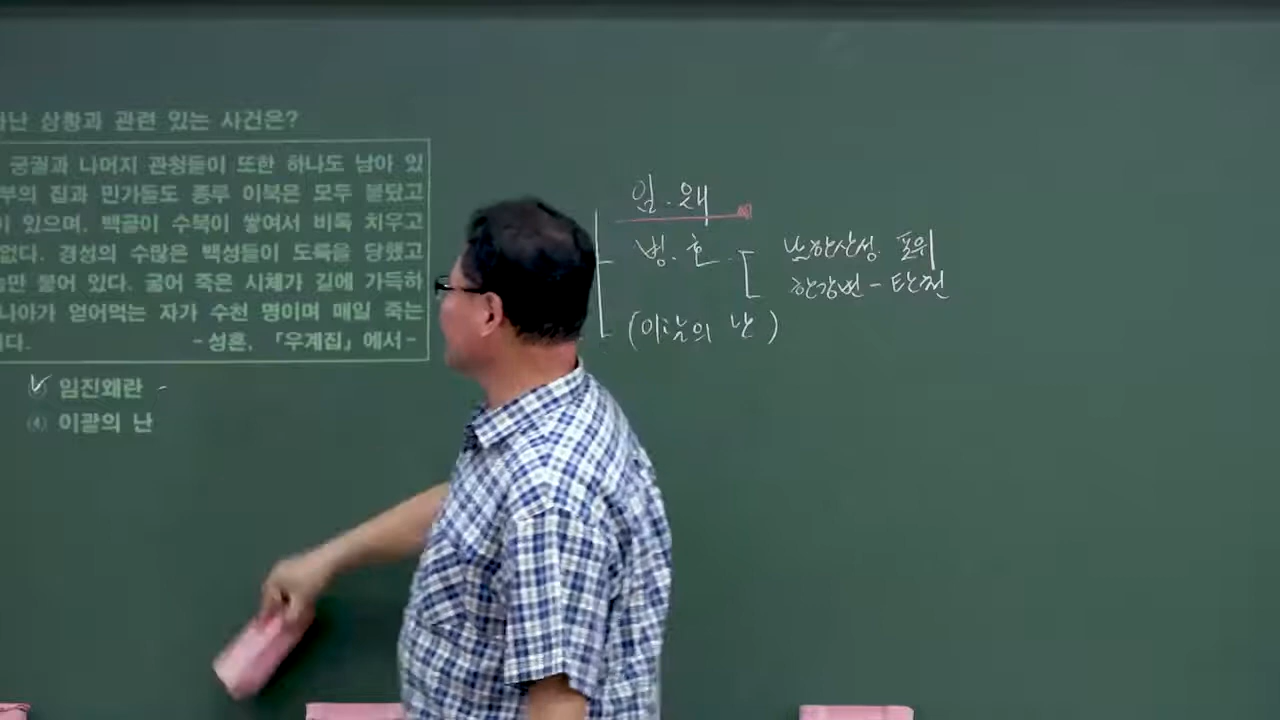 난 상황과 관련 있는 사건은?
궁궐과 나머지 관청들이 또한 하나도 남아 있
부의 집과 민가들도 종루 이북은 모두 불탔고
이 있으며, 백골이 수북이 쌓여서 비록 치우고
없다. 경성의 수많은 백성들이 도륙을 당했고
만 붙어 있다. 굶어 죽은 시체가 길에 가득하
나아가 얻어먹는 자가 수천 명이며 매일 죽는
다. -성혼, 「우계집」에서-
임진왜란 -
④ 이괄의 난
임.왜
병.호
남한산성. 포위
한강변 - 단전
(이괄의 난)